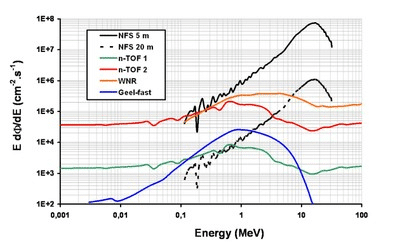 E dσ/dE (cm⁻².s⁻¹)
1E+8
1E+7
1E+6
1E+5
1E+4
1E+3
1E+2
NFS 5 m
NFS 20 m
n-TOF 1
n-TOF 2
WNR
Geel-fast
0,001
0,01
0,1
1
10
100
Energy (MeV)